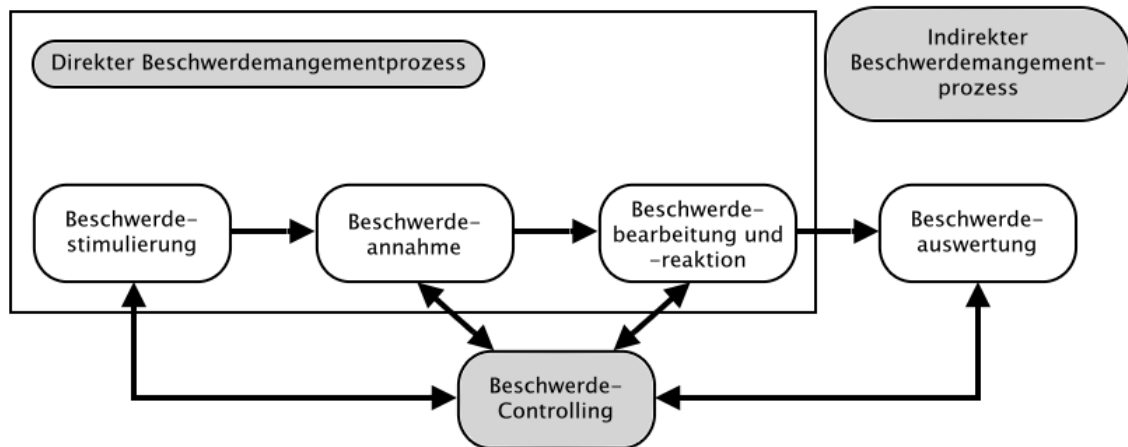 Direkter Beschwerdemangementprozess
Indirekter
Beschwerdemangement-
prozess
Beschwerde-
stimulierung
Beschwerde-
annahme
Beschwerde-
bearbeitung und
-reaktion
Beschwerde-
auswertung
Beschwerde-
Controlling